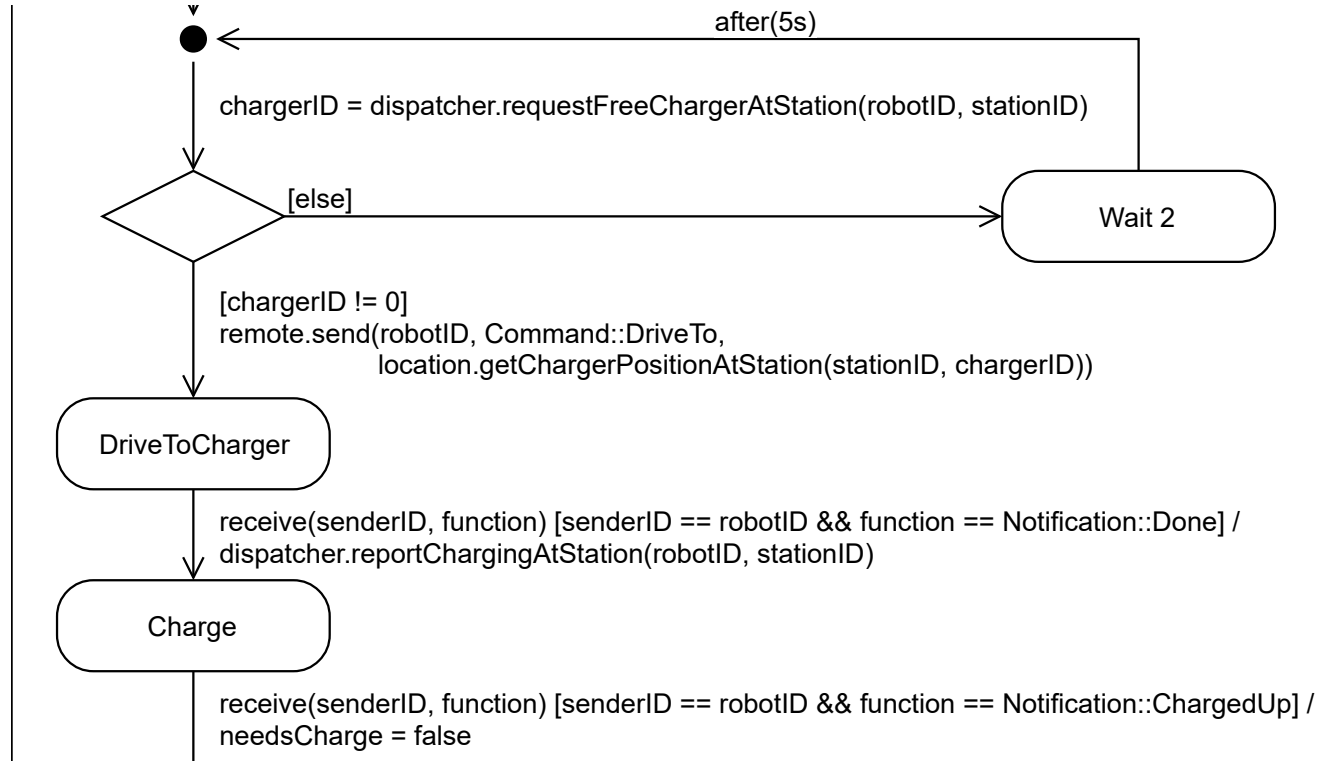 after(5s)
chargerID = dispatcher.requestFreeChargerAtStation(robotID, stationID)
[else]
Wait 2
[chargerID != 0]
remote.send(robotID, Command::DriveTo,
location.getChargerPositionAtStation(stationID, chargerID))
DriveToCharger
receive(senderID, function) [senderID == robotID && function == Notification::Done] /
dispatcher.reportChargingAtStation(robotID, stationID)
Charge
receive(senderID, function) [senderID == robotID && function == Notification::ChargedUp] /
needsCharge = false